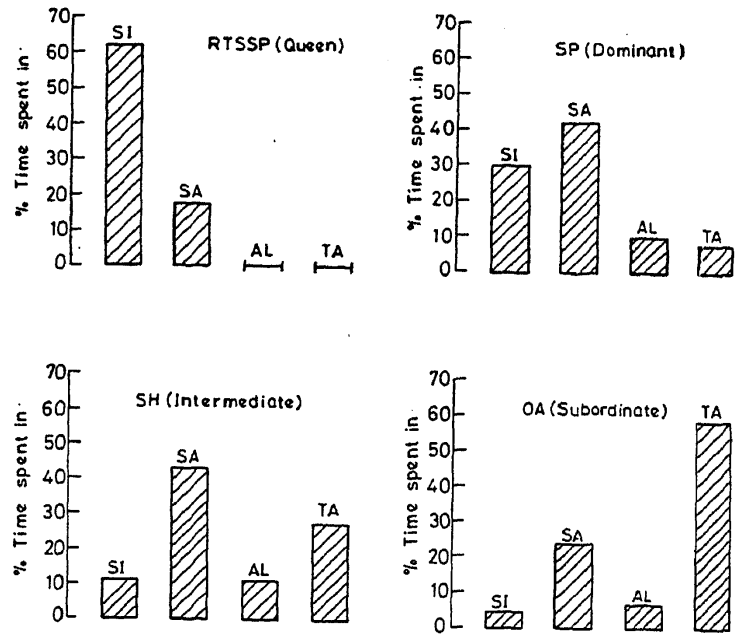 RTSSP (Queen)
% Time spent in
70
60
50
40
30
20
10
0
SI
SA
AL
TA
SP (Dominant)
% Time spent in
70
60
50
40
30
20
10
0
SI
SA
AL
TA
SH (Intermediate)
% Time spent in
70
60
50
40
30
20
10
0
SI
SA
AL
TA
OA (Subordinate)
% Time spent in
70
60
50
40
30
20
10
0
SI
SA
AL
TA